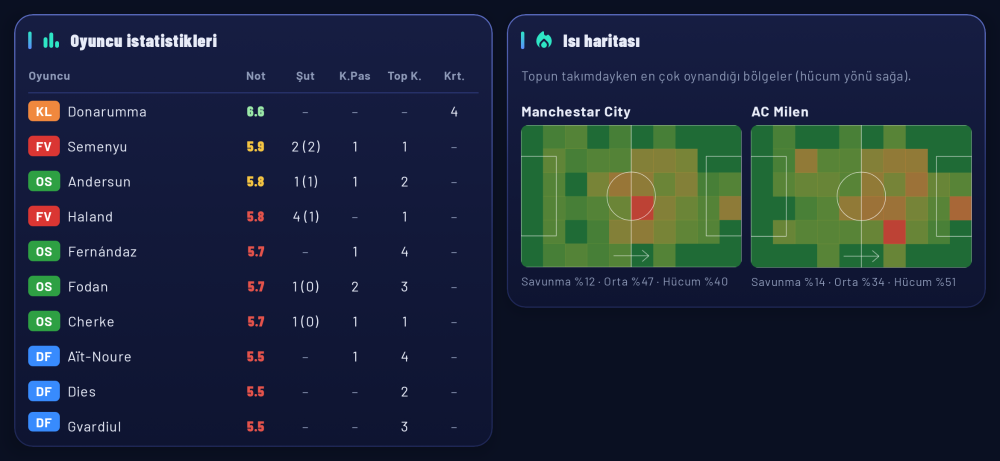 Oyuncu istatistikleri
Oyuncu Not Şut K.Pas Top K. Krt.
KL Donarumma 6.6 – – – 4
FV Semenyu 5.9 2 (2) 1 1 –
OS Andersun 5.8 1 (1) 1 2 –
FV Haland 5.8 4 (1) – 1 –
OS Fernándaz 5.7 – 1 4 –
OS Fodan 5.7 1 (0) 2 3 –
OS Cherke 5.7 1 (0) 1 1 –
DF Aït-Noure 5.5 – 1 4 –
DF Dies 5.5 – – 2 –
DF Gvardiul 5.5 – – 3 –
Isı haritası
Topun takımdayken en çok oynandığı bölgeler (hücum yönü sağa).
Manchestar City
Savunma %12 · Orta %47 · Hücum %40
AC Milen
Savunma %14 · Orta %34 · Hücum %51